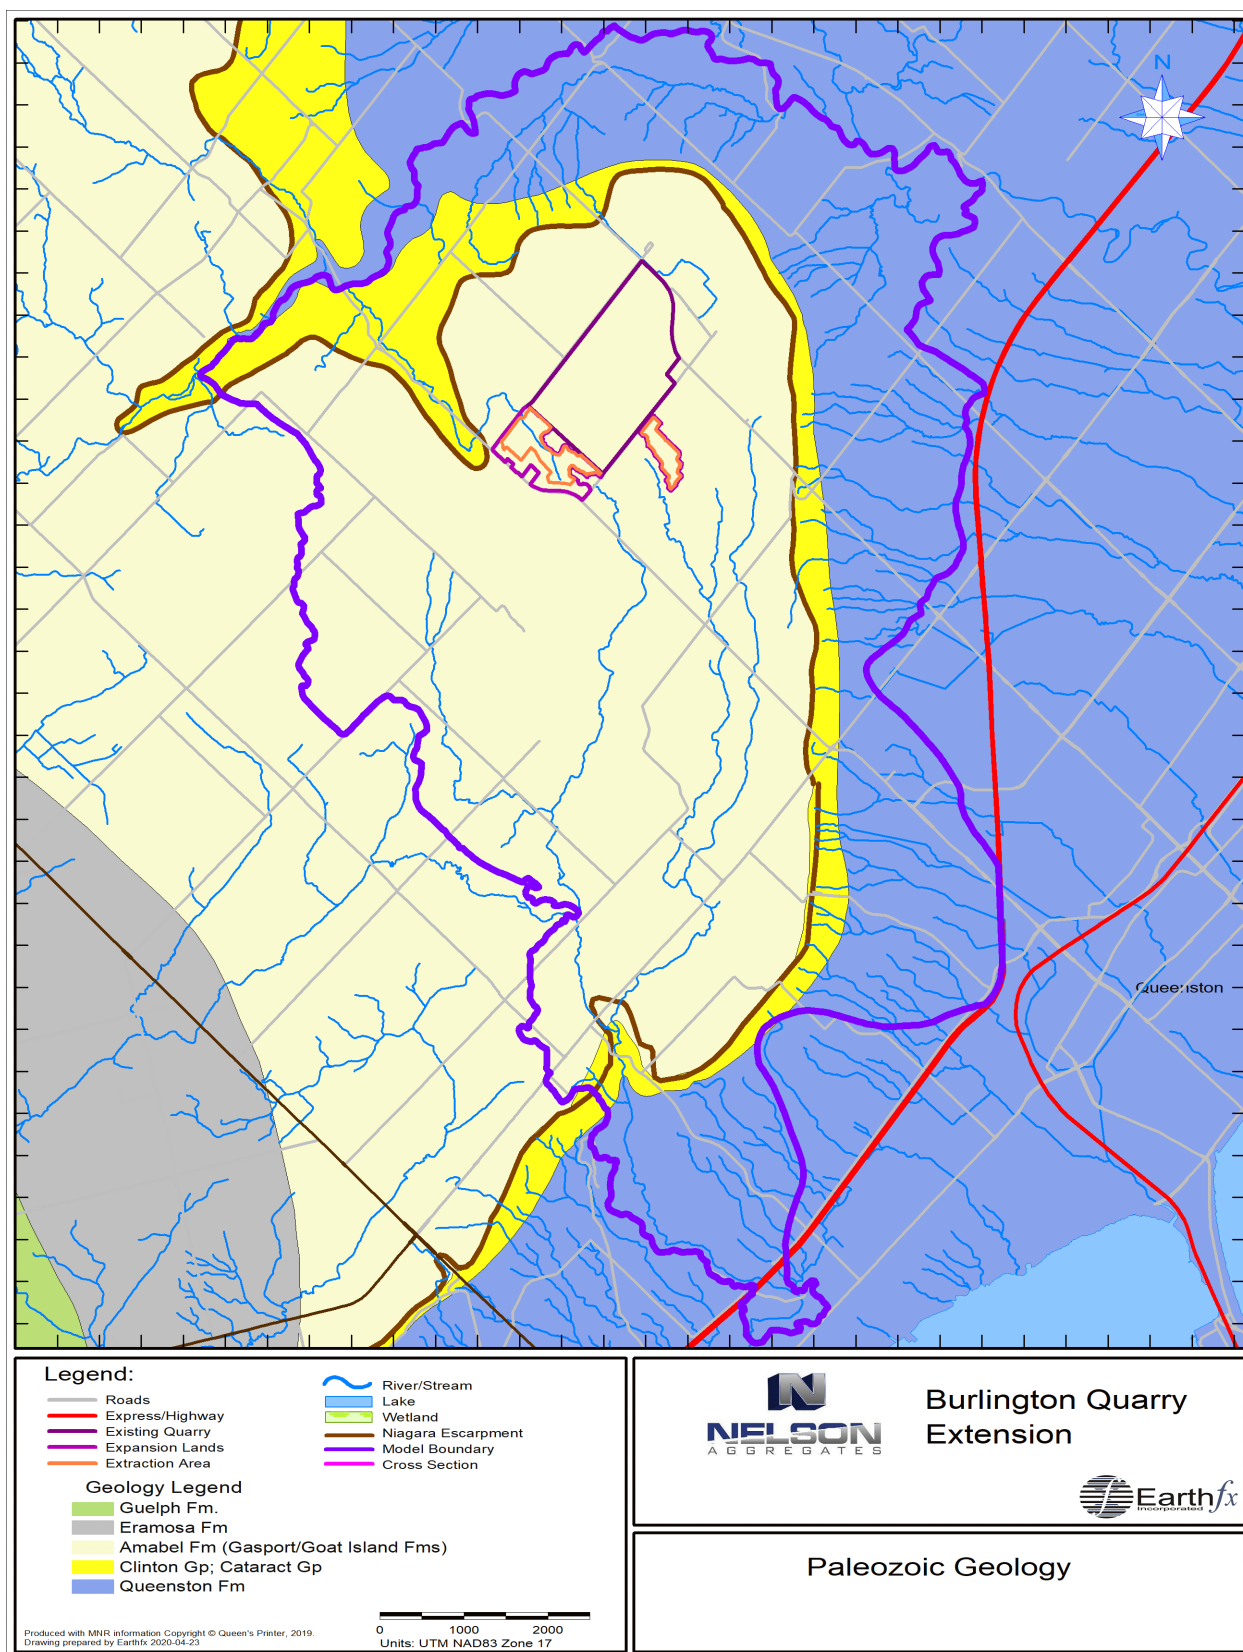 N
Queenston
Legend:
Roads
Express/Highway
Existing Quarry
Expansion Lands
Extraction Area
River/Stream
Lake
Wetland
Niagara Escarpment
Model Boundary
Cross Section
Geology Legend
Guelph Fm.
Eramosa Fm
Amabel Fm (Gasport/Goat Island Fms)
Clinton Gp; Cataract Gp
Queenston Fm
0 1000 2000
Units: UTM NAD83 Zone 17
Produced with MNR information Copyright © Queen's Printer, 2019.
Drawing prepared by Earthfx 2020-04-23
N
NELSON
AGGREGATES
Burlington Quarry
Extension
f Earthfx
Incorporated
Paleozoic Geology